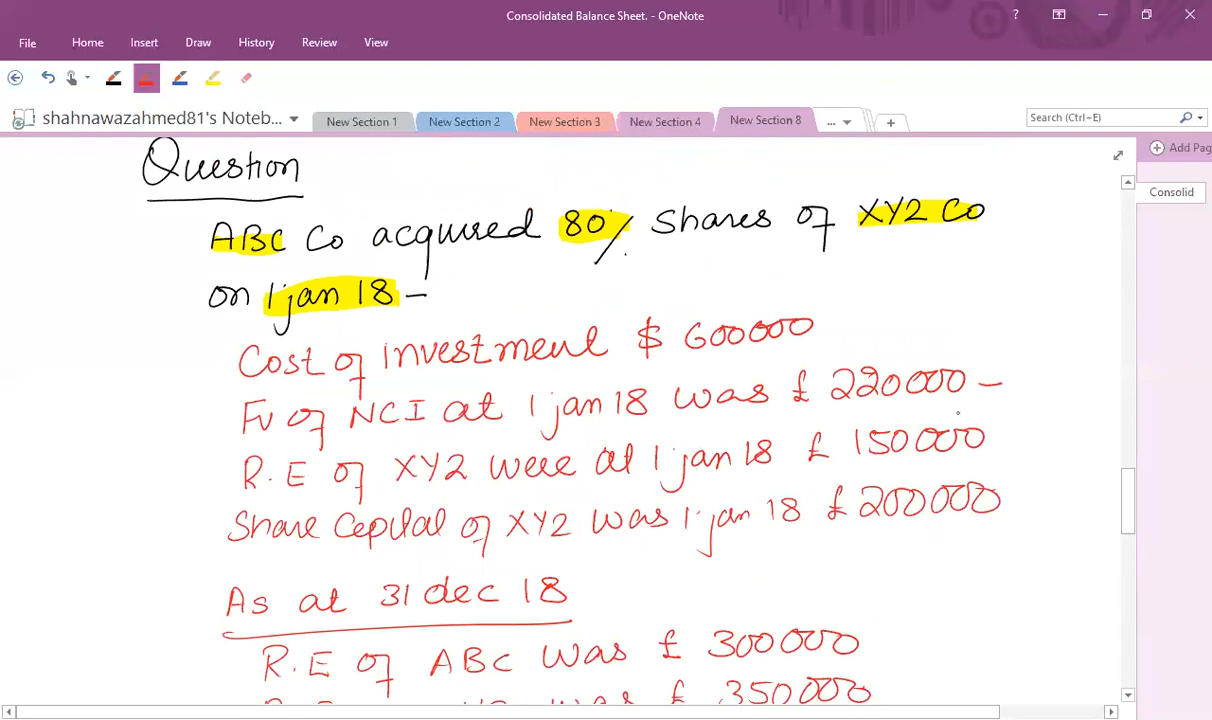 Consolidated Balance Sheet. - OneNote
?
File Home Insert Draw History Review View
shahnawazahmed81's Noteb... New Section 1 New Section 2 New Section 3 New Section 4 New Section 8 ... + Search (Ctrl+E)
Add Pag
Consolid
Question
ABC Co acquired 80% Shares of XYZ Co
on 1 jan 18 -
Cost of investment $ 600000
Fv of NCI at 1 jan 18 was £ 220000 -
R.E of XYZ were at 1 jan 18 £ 150000
Share Capital of XYZ was 1 jan 18 £ 200000
As at 31 dec 18
R.E of ABC was £ 300000
£ 350000